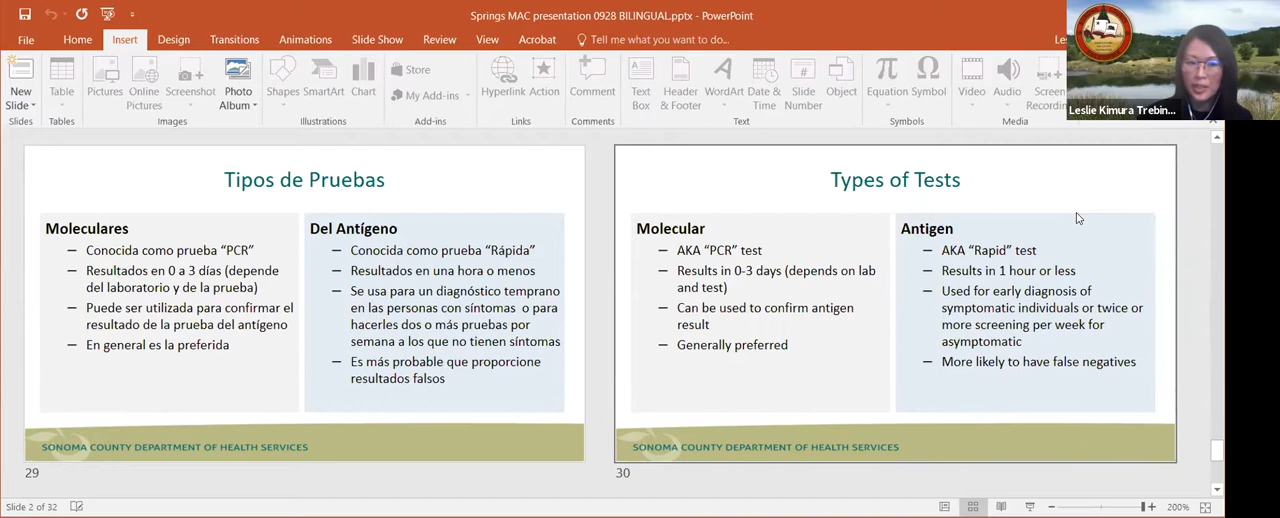 Springs MAC presentation 0928 BILINGUAL.pptx - PowerPoint
File Home Insert Design Transitions Animations Slide Show Review View Acrobat Tell me what you want to do...
New Slide
Table
Pictures
Online Pictures
Screenshot
Photo Album
Shapes
SmartArt
Chart
Store
My Add-ins
Hyperlink
Action
Comment
Text Box
Header & Footer
WordArt
Date & Time
Slide Number
Object
Equation
Symbol
Video
Audio
Screen
Slides Tables Images Illustrations Add-ins Links Comments Text Symbols Media
Leslie Kimura Trebin...
Tipos de Pruebas
Moleculares
– Conocida como prueba “PCR”
– Resultados en 0 a 3 días (depende
del laboratorio y de la prueba)
– Puede ser utilizada para confirmar el
resultado de la prueba del antígeno
– En general es la preferida
Del Antígeno
– Conocida como prueba “Rápida”
– Resultados en una hora o menos
– Se usa para un diagnóstico temprano
en las personas con síntomas o para
hacerles dos o más pruebas por
semana a los que no tienen síntomas
– Es más probable que proporcione
resultados falsos
SONOMA COUNTY DEPARTMENT OF HEALTH SERVICES
29
Types of Tests
Molecular
– AKA “PCR” test
– Results in 0-3 days (depends on lab
and test)
– Can be used to confirm antigen
result
– Generally preferred
Antigen
– AKA “Rapid” test
– Results in 1 hour or less
– Used for early diagnosis of
symptomatic individuals or twice or
more screening per week for
asymptomatic
– More likely to have false negatives
SONOMA COUNTY DEPARTMENT OF HEALTH SERVICES
30
Slide 2 of 32
200%